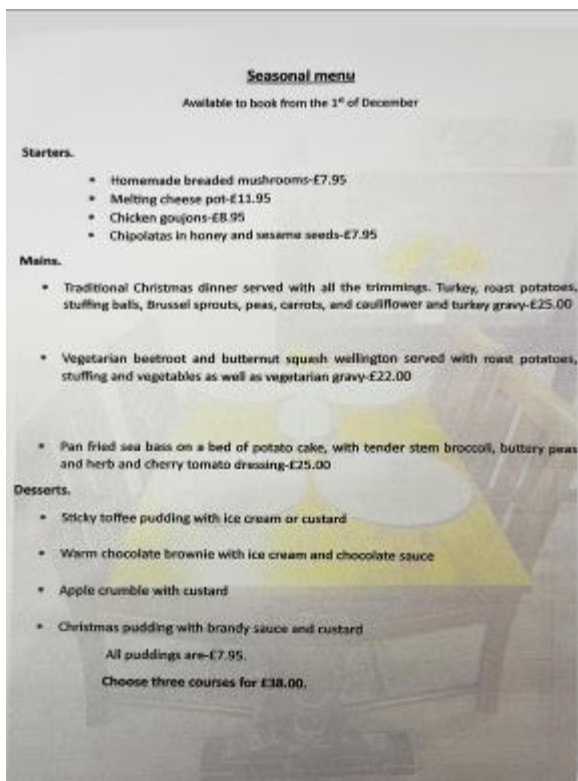 Seasonal menu
Available to book from the 1st of December
Starters.
• Homemade breaded mushrooms-£7.95
• Melting cheese pot-£11.95
• Chicken goujons-£8.95
• Chipolatas in honey and sesame seeds-£7.95
Mains.
• Traditional Christmas dinner served with all the trimmings. Turkey, roast potatoes,
stuffing balls, Brussel sprouts, peas, carrots, and cauliflower and turkey gravy-£25.00
• Vegetarian beetroot and butternut squash wellington served with roast potatoes,
stuffing and vegetables as well as vegetarian gravy-£22.00
• Pan fried sea bass on a bed of potato cake, with tender stem broccoli, buttery peas
and herb and cherry tomato dressing-£25.00
Desserts.
• Sticky toffee pudding with ice cream or custard
• Warm chocolate brownie with ice cream and chocolate sauce
• Apple crumble with custard
• Christmas pudding with brandy sauce and custard
All puddings are-£7.95.
Choose three courses for £38.00.